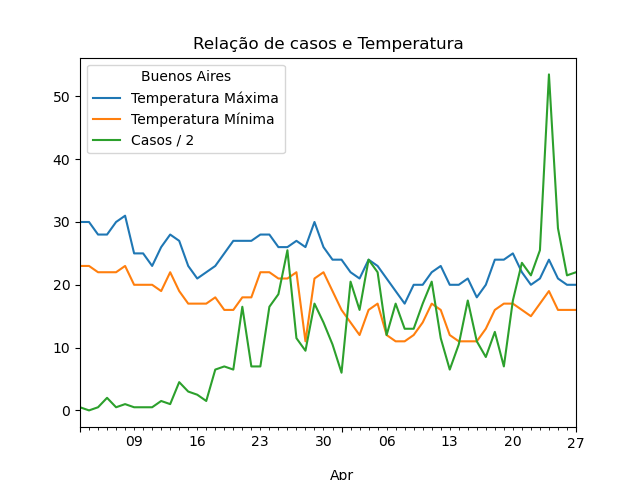 Relação de casos e Temperatura
Buenos Aires
Temperatura Máxima
Temperatura Mínima
Casos / 2
50
40
30
20
10
0
09 16 23 30 06 13 20 27
Apr